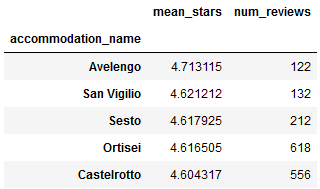 mean_stars num_reviews
accommodation_name
Avelengo 4.713115 122
San Vigilio 4.621212 132
Sesto 4.617925 212
Ortisei 4.616505 618
Castelrotto 4.604317 556